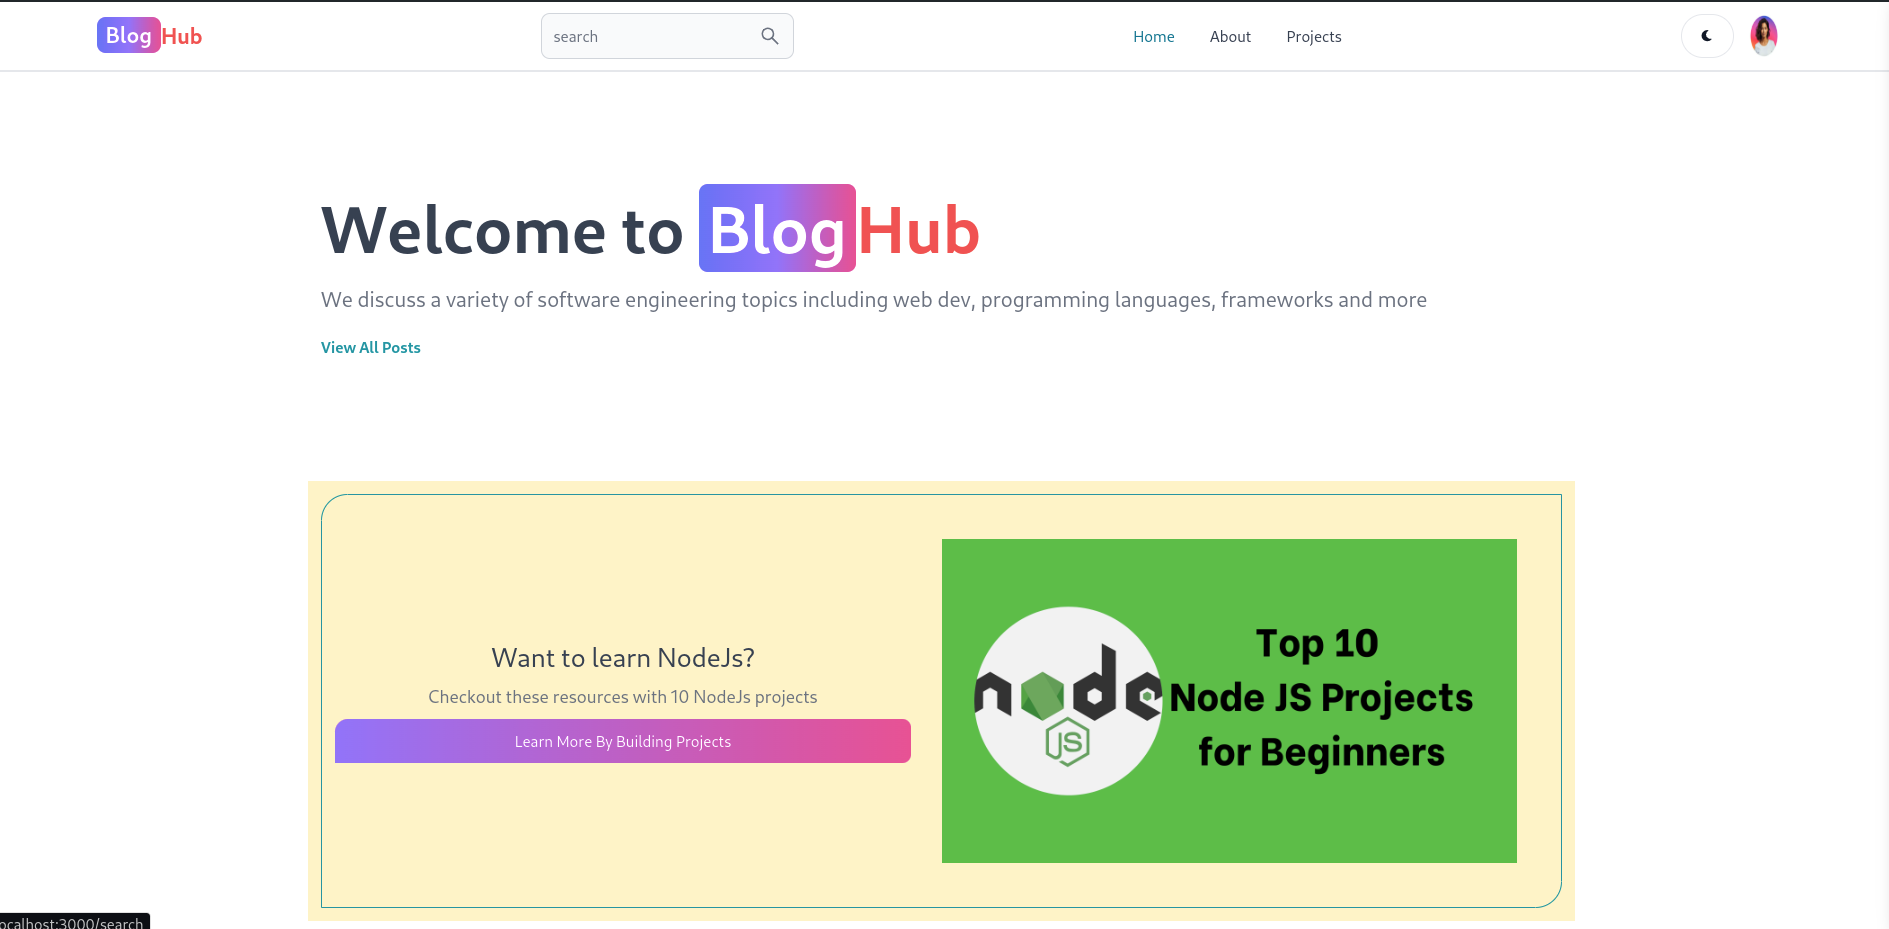 BlogHub
search
Home About Projects
Welcome to BlogHub
We discuss a variety of software engineering topics including web dev, programming languages, frameworks and more
View All Posts
Want to learn NodeJs?
Checkout these resources with 10 NodeJs projects
Learn More By Building Projects
node
JS
Top 10
Node JS Projects
for Beginners
ocalhost:3000/search